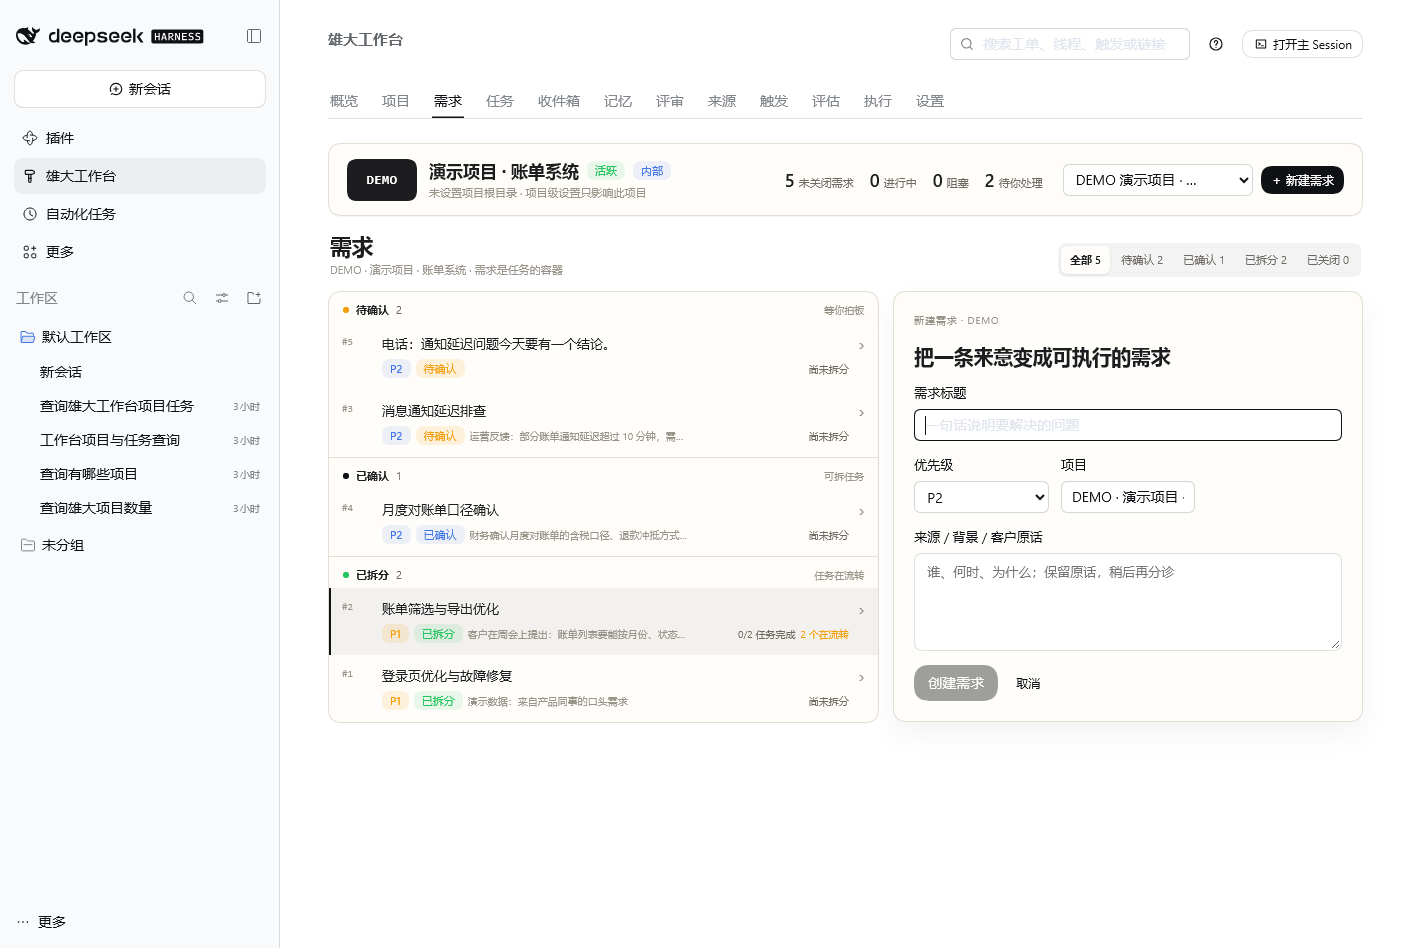 deepseek HARNESS
新会话
插件
雄大工作台
自动化任务
更多
工作区
默认工作区
新会话
查询雄大工作台项目任务 3 小时
工作台项目与任务查询 3 小时
查询有哪些项目 3 小时
查询雄大项目数量 3 小时
未分组
··· 更多
雄大工作台
搜索工单、线程、触发或链接
打开主 Session
概览 项目 需求 任务 收件箱 记忆 评审 来源 触发 评估 执行 设置
DEMO
演示项目 · 账单系统 活跃 内部
未设置项目根目录 · 项目级设置只影响此项目
5 未关闭需求 0 进行中 0 阻塞 2 待你处理
DEMO 演示项目 · ...
+ 新建需求
需求
DEMO · 演示项目 · 账单系统 · 需求是任务的容器
全部 5 待确认 2 已确认 1 已拆分 2 已关闭 0
待确认 2 等你拍板
#5 电话：通知延迟问题今天要有一个结论。
P2 待确认 尚未拆分
#3 消息通知延迟排查
P2 待确认 运营反馈：部分账单通知延迟超过 10 分钟，需... 尚未拆分
已确认 1 可拆任务
#4 月度对账单口径确认
P2 已确认 财务确认月度对账单的含税口径、退款冲抵方式... 尚未拆分
已拆分 2 任务在流转
#2 账单筛选与导出优化
P1 已拆分 客户在周会上提出：账单列表要能按月份、状态... 0/2 任务完成 2 个在流转
#1 登录页优化与故障修复
P1 已拆分 演示数据：来自产品同事的口头需求 尚未拆分
新建需求 · DEMO
把一条来意变成可执行的需求
需求标题
一句话说明要解决的问题
优先级 项目
P2 DEMO · 演示项目 ·
来源 / 背景 / 客户原话
谁、何时、为什么；保留原话，稍后再分诊
创建需求 取消